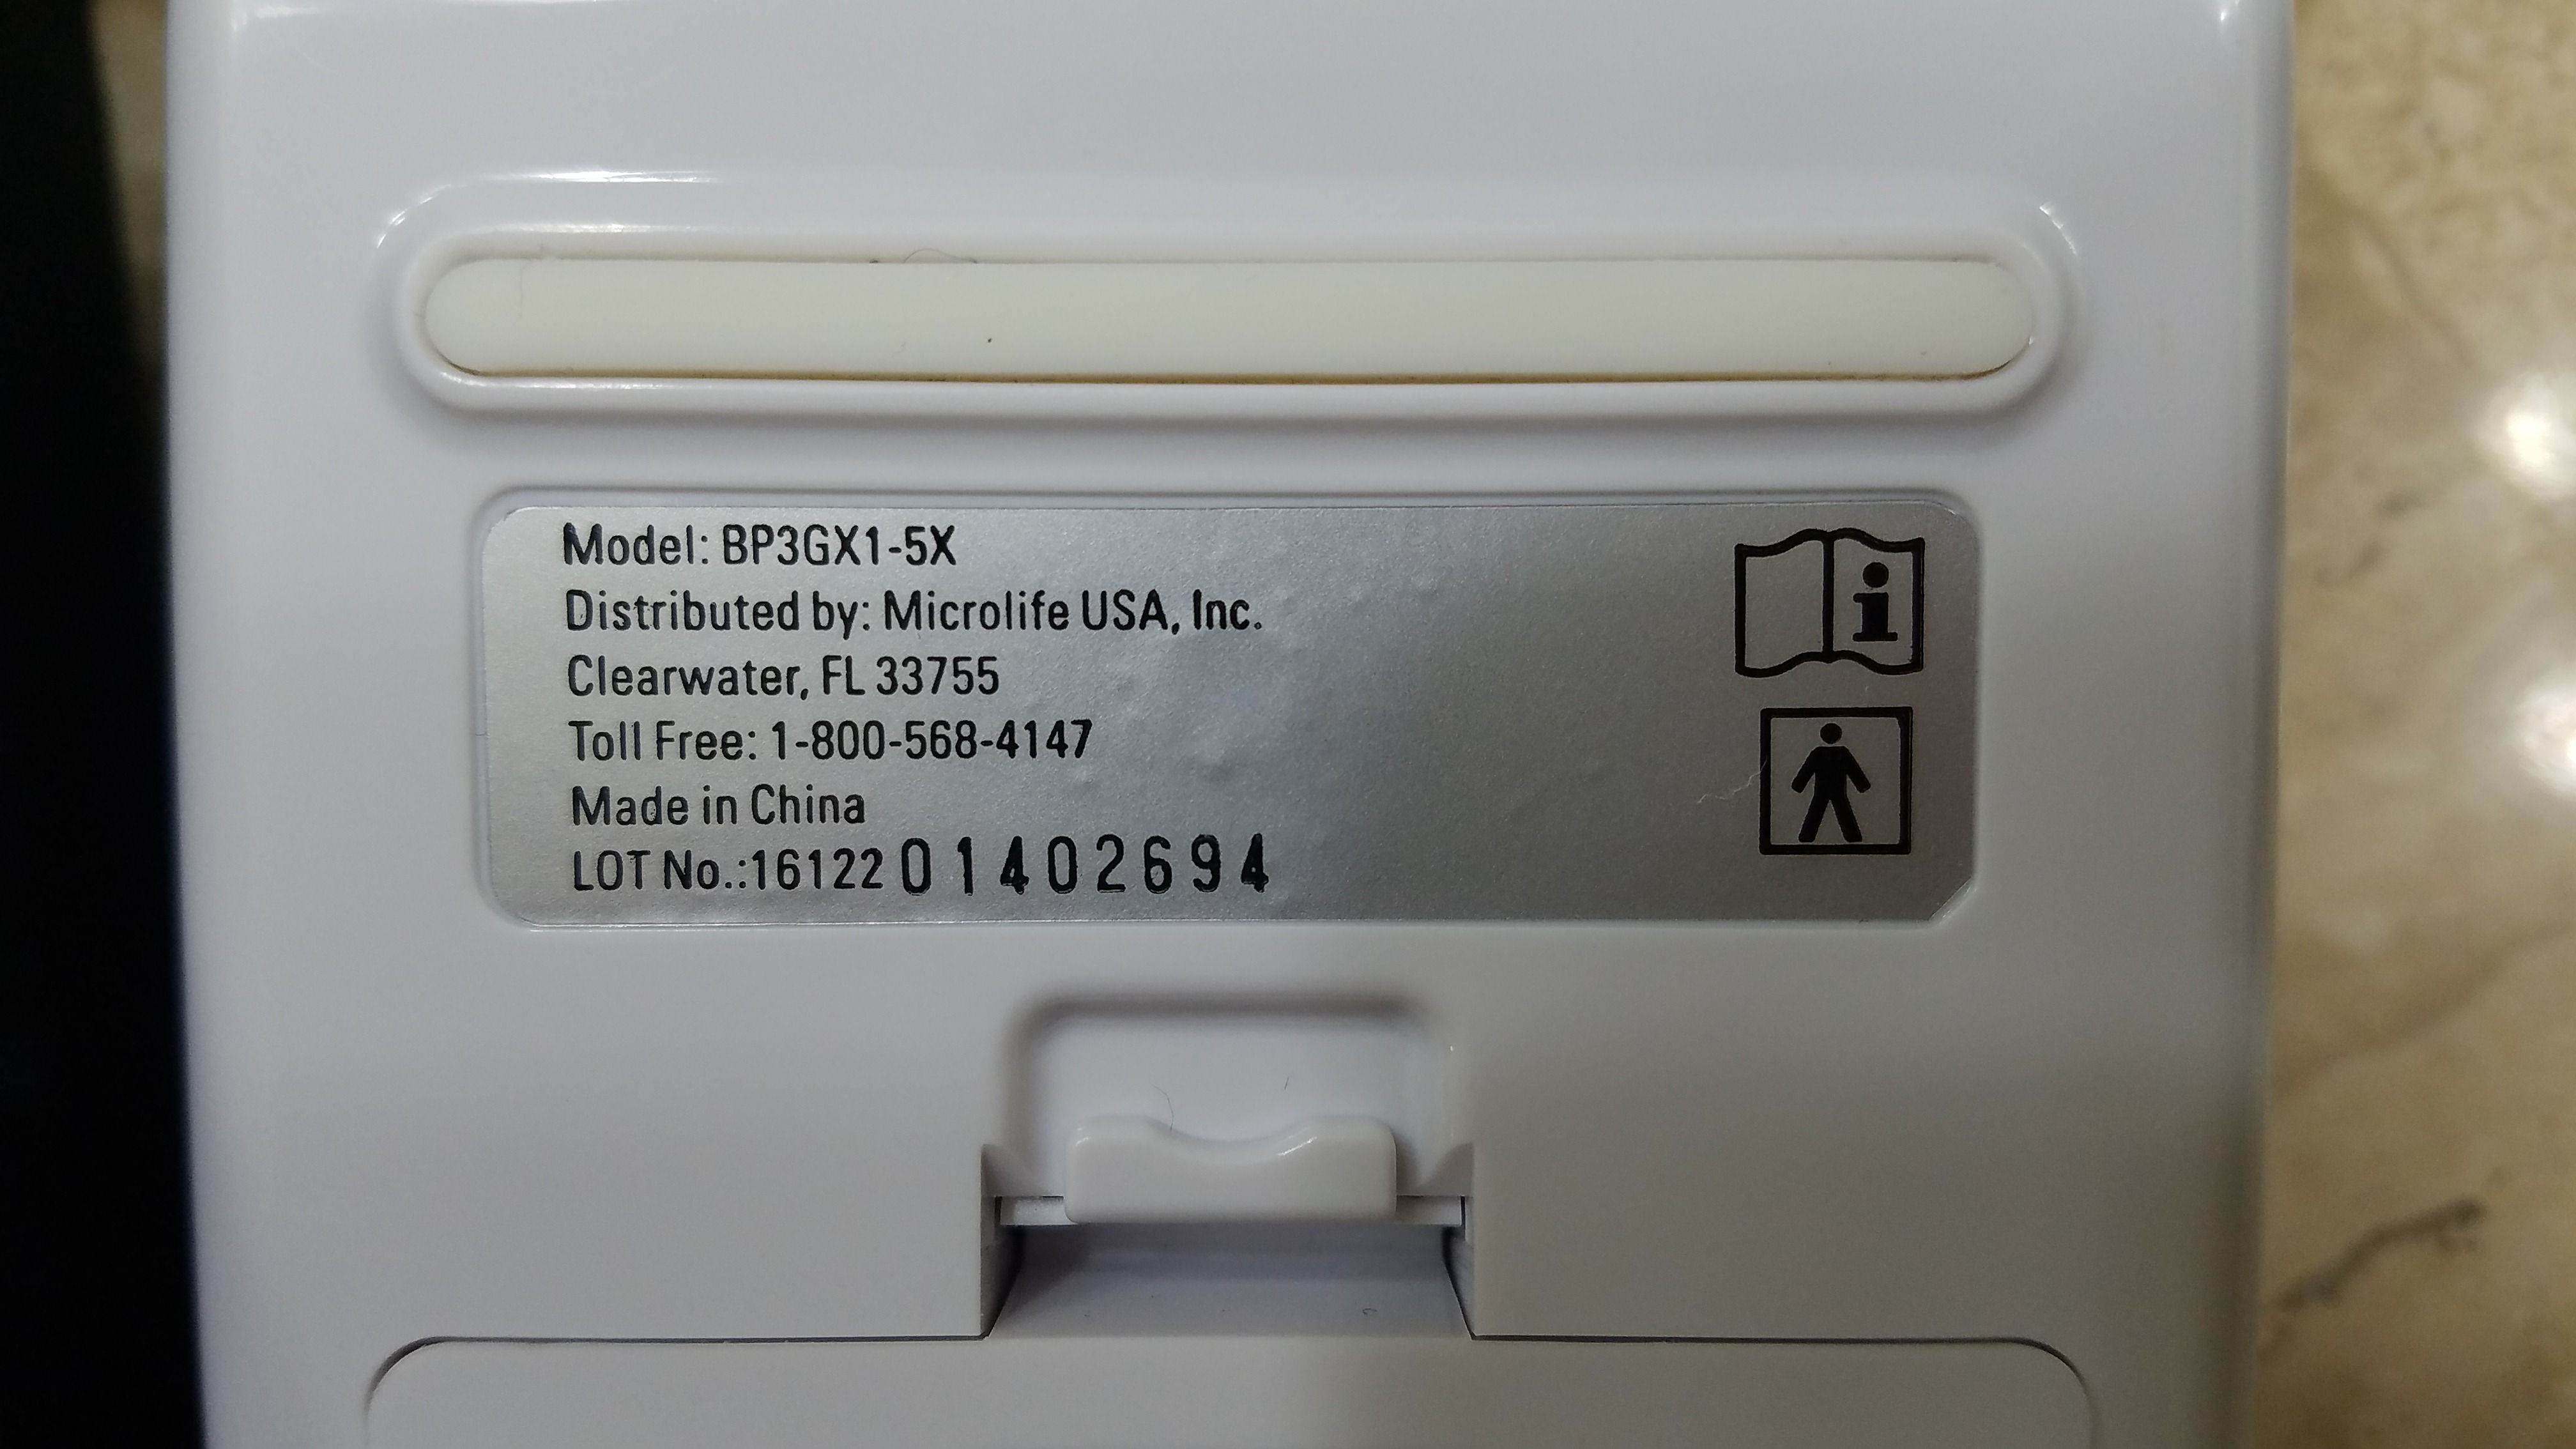 Model: BP3GX1-5X
Distributed by: Microlife USA, Inc.
Clearwater, FL 33755
Toll Free: 1-800-568-4147
Made in China
LOT No.:16122 01402694